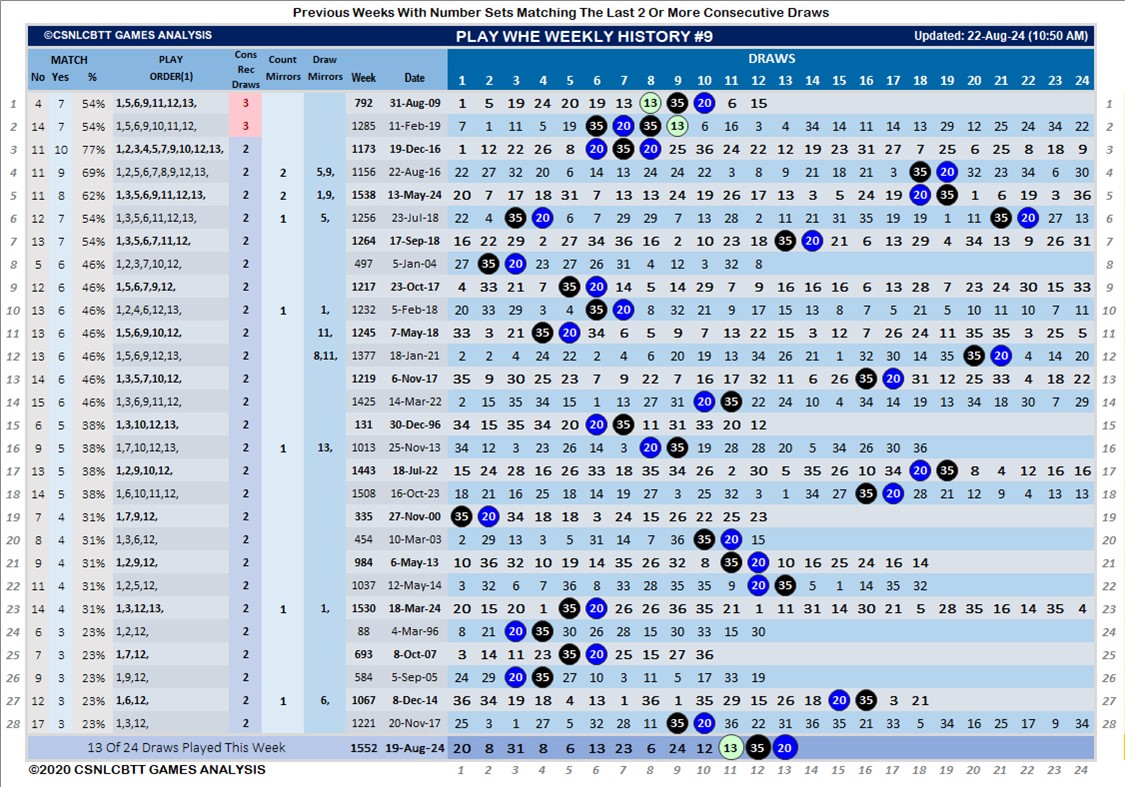 Previous Weeks With Number Sets Matching The Last 2 Or More Consecutive Draws
©CSNLCBTT GAMES ANALYSIS PLAY WHE WEEKLY HISTORY #9 Updated: 22-Aug-24 (10:50 AM)
MATCH PLAY Cons Count Draw DRAWS
No Yes % ORDER(1) Rec Draws Mirrors Mirrors Week Date 1 2 3 4 5 6 7 8 9 10 11 12 13 14 15 16 17 18 19 20 21 22 23 24
1 4 7 54% 1,5,6,9,11,12,13, 3 792 31-Aug-09 1 5 19 24 20 19 13 13 35 20 6 15 1
2 14 7 54% 1,5,6,9,10,11,12, 3 1285 11-Feb-19 7 1 11 5 19 35 20 35 13 6 16 3 4 34 14 11 14 13 29 12 25 24 34 22 2
3 11 10 77% 1,2,3,4,5,7,9,10,12,13, 2 1173 19-Dec-16 1 12 22 26 8 20 35 20 25 36 24 22 12 19 23 31 27 7 25 6 25 8 18 9 3
4 11 9 69% 1,2,5,6,7,8,9,12,13, 2 2 5,9, 1156 22-Aug-16 22 27 32 20 6 14 13 24 24 22 3 8 9 21 18 21 3 35 20 32 23 34 6 30 4
5 11 8 62% 1,3,5,6,9,11,12,13, 2 2 1,9, 1538 13-May-24 20 7 17 18 31 7 13 13 24 19 26 17 13 3 5 24 19 20 35 1 6 19 3 36 5
6 12 7 54% 1,3,5,6,11,12,13, 2 1 5, 1256 23-Jul-18 22 4 35 20 6 7 29 29 7 13 28 2 11 21 31 35 19 19 1 11 35 20 27 13 6
7 13 7 54% 1,3,5,6,7,11,12, 2 1264 17-Sep-18 16 22 29 2 27 34 36 16 2 10 23 18 35 20 21 6 13 29 4 34 13 9 26 31 7
8 5 6 46% 1,2,3,7,10,12, 2 497 5-Jan-04 27 35 20 23 27 26 31 4 12 3 32 8 8
9 12 6 46% 1,5,6,7,9,12, 2 1217 23-Oct-17 4 33 21 7 35 20 14 5 14 29 7 9 16 16 6 13 28 7 23 24 30 15 33 9
10 13 6 46% 1,2,4,6,12,13, 2 1 1, 1232 5-Feb-18 20 33 29 3 4 35 20 8 32 21 9 17 15 13 8 7 5 21 5 10 11 10 7 11 10
11 13 6 46% 1,5,6,9,10,12, 2 11, 1245 7-May-18 33 3 21 35 20 34 6 5 9 7 13 22 15 3 12 7 26 24 11 35 33 3 25 5 11
12 13 6 46% 1,5,6,9,12,13, 2 8,11, 1377 18-Jan-21 2 2 4 24 22 2 4 6 20 19 13 34 26 21 1 32 30 14 35 35 20 4 14 20 12
13 14 6 46% 1,3,5,7,10,12, 2 1219 6-Nov-17 35 9 30 25 23 7 9 22 7 16 17 32 11 6 26 35 20 31 12 25 33 4 18 22 13
14 15 6 46% 1,3,6,9,11,12, 2 1425 14-Mar-22 2 15 35 34 15 1 13 27 31 20 35 22 24 10 4 34 14 19 13 34 18 30 7 29 14
15 6 5 38% 1,3,10,12,13, 2 131 30-Dec-96 34 15 35 34 20 20 35 11 31 33 20 12 15
16 9 5 38% 1,7,10,12,13, 2 1 13, 1013 25-Nov-13 34 12 3 23 26 14 3 20 35 19 28 28 20 5 34 26 30 36 16
17 13 5 38% 1,2,9,10,12, 2 1443 18-Jul-22 15 24 28 16 26 33 18 35 34 26 2 30 5 35 26 10 34 20 35 8 4 12 16 16 17
18 14 5 38% 1,6,10,11,12, 2 1508 16-Oct-23 18 21 16 25 18 14 19 27 3 25 32 3 1 34 27 35 20 28 21 12 9 4 13 13 18
19 7 4 31% 1,7,9,12, 2 335 27-Nov-00 35 20 34 18 18 3 24 15 26 22 25 23 19
20 8 4 31% 1,3,6,12, 2 454 10-Mar-03 2 29 13 3 5 31 14 7 36 35 20 15 20
21 9 4 31% 1,2,9,12, 2 984 6-May-13 10 36 32 10 19 14 35 26 32 8 35 20 10 16 25 24 16 14 21
22 11 4 31% 1,2,5,12, 2 1037 12-May-14 3 32 6 7 36 8 33 28 35 35 9 20 35 5 1 14 35 32 22
23 14 4 31% 1,3,12,13, 2 1 1, 1530 18-Mar-24 20 15 20 1 35 20 26 26 36 35 21 1 11 31 14 30 21 5 28 35 16 14 35 4 23
24 6 3 23% 1,2,12, 2 88 4-Mar-96 8 21 20 35 30 26 28 15 30 33 15 30 24
25 7 3 23% 1,7,12, 2 693 8-Oct-07 3 14 11 23 35 20 25 15 27 36 25
26 9 3 23% 1,9,12, 2 584 5-Sep-05 24 29 20 35 27 10 3 11 5 17 33 19 26
27 12 3 23% 1,6,12, 2 1 6, 1067 8-Dec-14 36 34 19 18 4 13 1 36 1 35 29 15 26 14 20 35 3 21 27
28 17 3 23% 1,3,12, 2 1221 20-Nov-17 25 3 1 27 5 32 28 11 35 20 36 22 31 36 35 21 33 5 34 16 25 17 9 34 28
13 Of 24 Draws Played This Week 1552 19-Aug-24 20 8 31 8 6 13 23 6 24 12 13 35 20
©2020 CSNLCBTT GAMES ANALYSIS 1 2 3 4 5 6 7 8 9 10 11 12 13 14 15 16 17 18 19 20 21 22 23 24